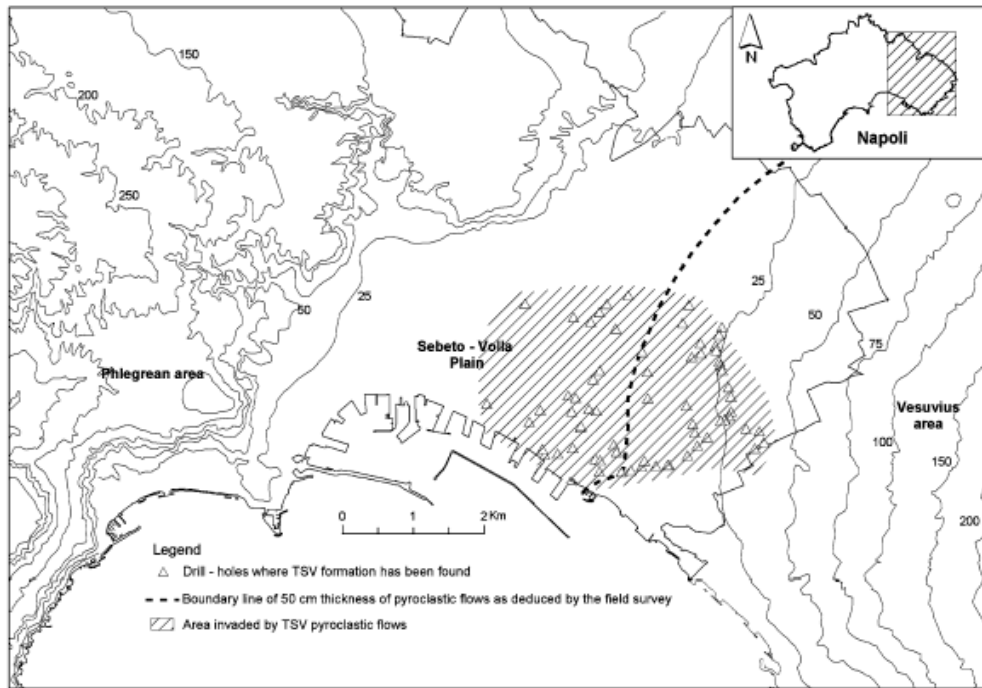 150
200
N
Napoli
250
50
25
25
50
75
Sebeto - Volla
Plain
Phlegrean area
Vesuvius
area
100
150
200
0 1 2 Km
Legend
Drill - holes where TSV formation has been found
Boundary line of 50 cm thickness of pyroclastic flows as deduced by the field survey
Area invaded by TSV pyroclastic flows